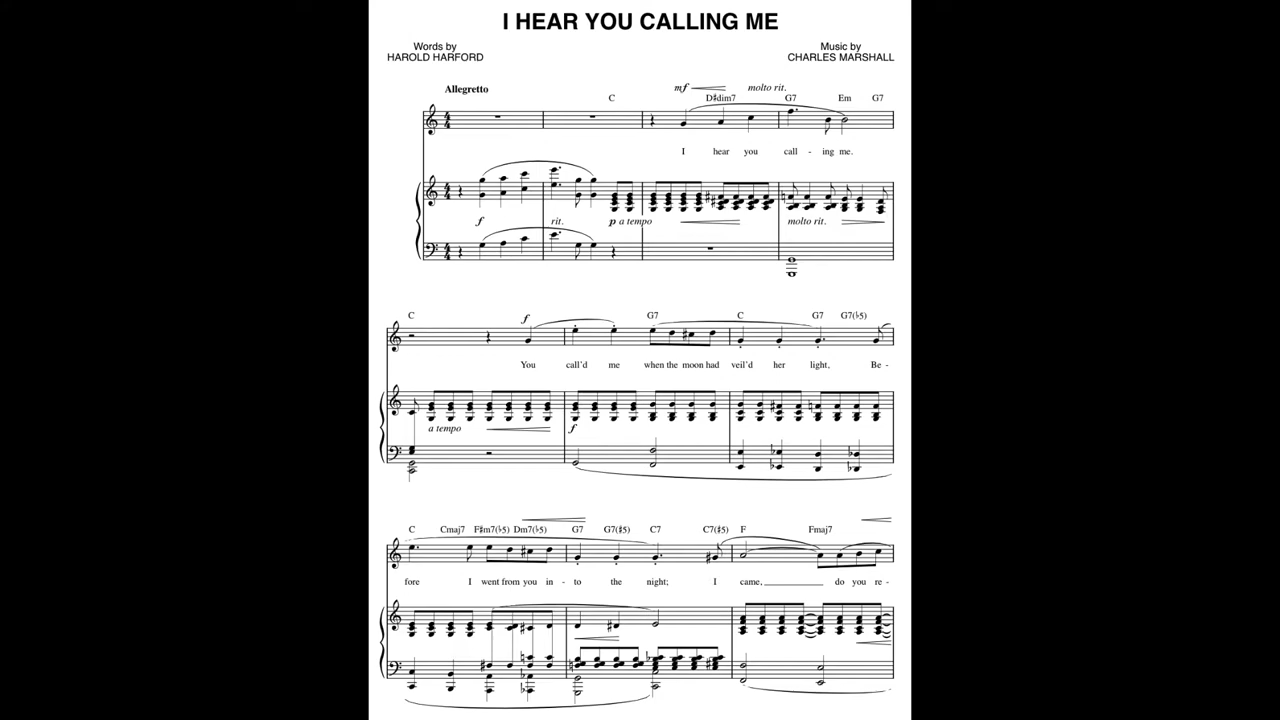 I HEAR YOU CALLING ME
Words by
HAROLD HARFORD
Music by
CHARLES MARSHALL
Allegretto
mf molto rit.
C D♯dim7 G7 Em G7
I hear you call - ing me.
f rit. p a tempo molto rit.
f
C G7 C G7 G7(♭5)
You call'd me when the moon had veil'd her light, Be -
a tempo f
C Cmaj7 F♯m7(♭5) Dm7(♭5) G7 G7(♯5) C7 C7(♯5) F Fmaj7
fore I went from you in - to the night; I came, do you re -